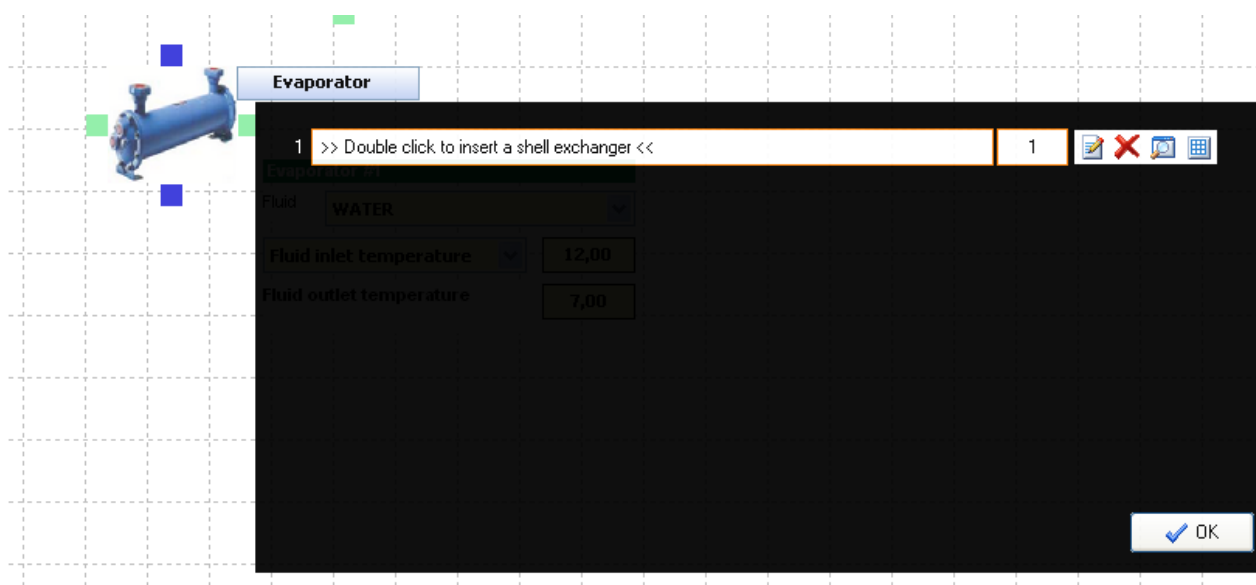 Evaporator
1 >> Double click to insert a shell exchanger << 1
Evaporator #1
Fluid WATER
Fluid inlet temperature 12,00
Fluid outlet temperature 7,00
OK